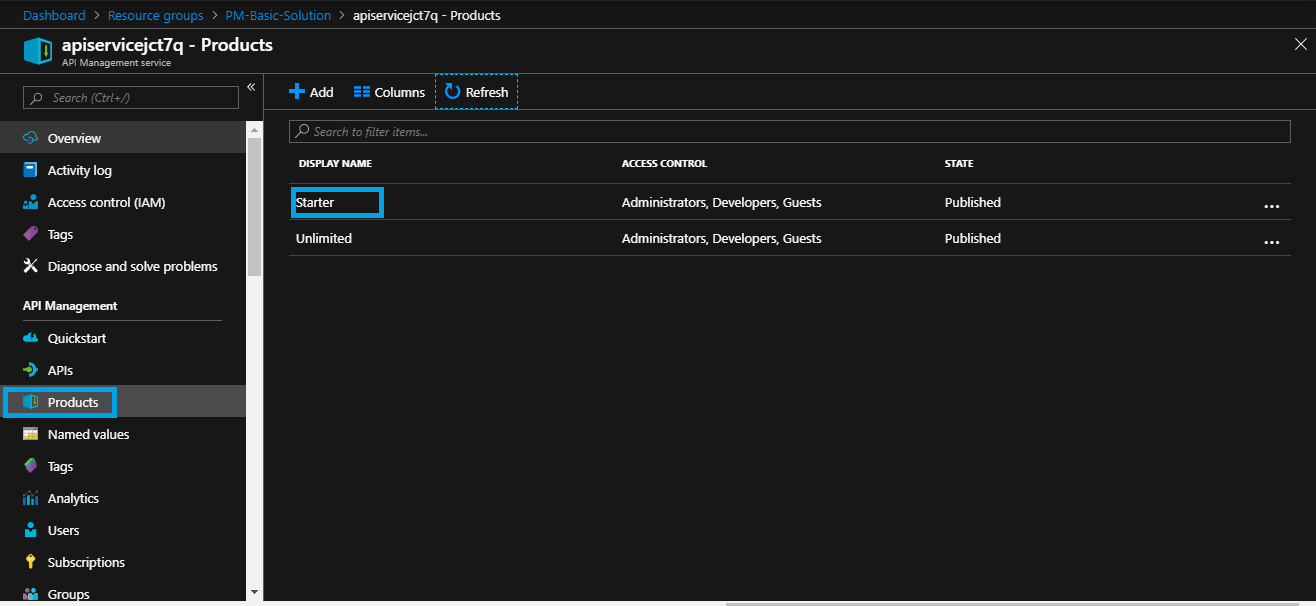 Dashboard > Resource groups > PM-Basic-Solution > apiservicejct7q - Products
apiservicejct7q - Products
API Management service
Search (Ctrl+/)
Overview
Activity log
Access control (IAM)
Tags
Diagnose and solve problems
API Management
Quickstart
APIs
Products
Named values
Tags
Analytics
Users
Subscriptions
Groups
Add Columns Refresh
Search to filter items...
DISPLAY NAME ACCESS CONTROL STATE
Starter Administrators, Developers, Guests Published ...
Unlimited Administrators, Developers, Guests Published ...